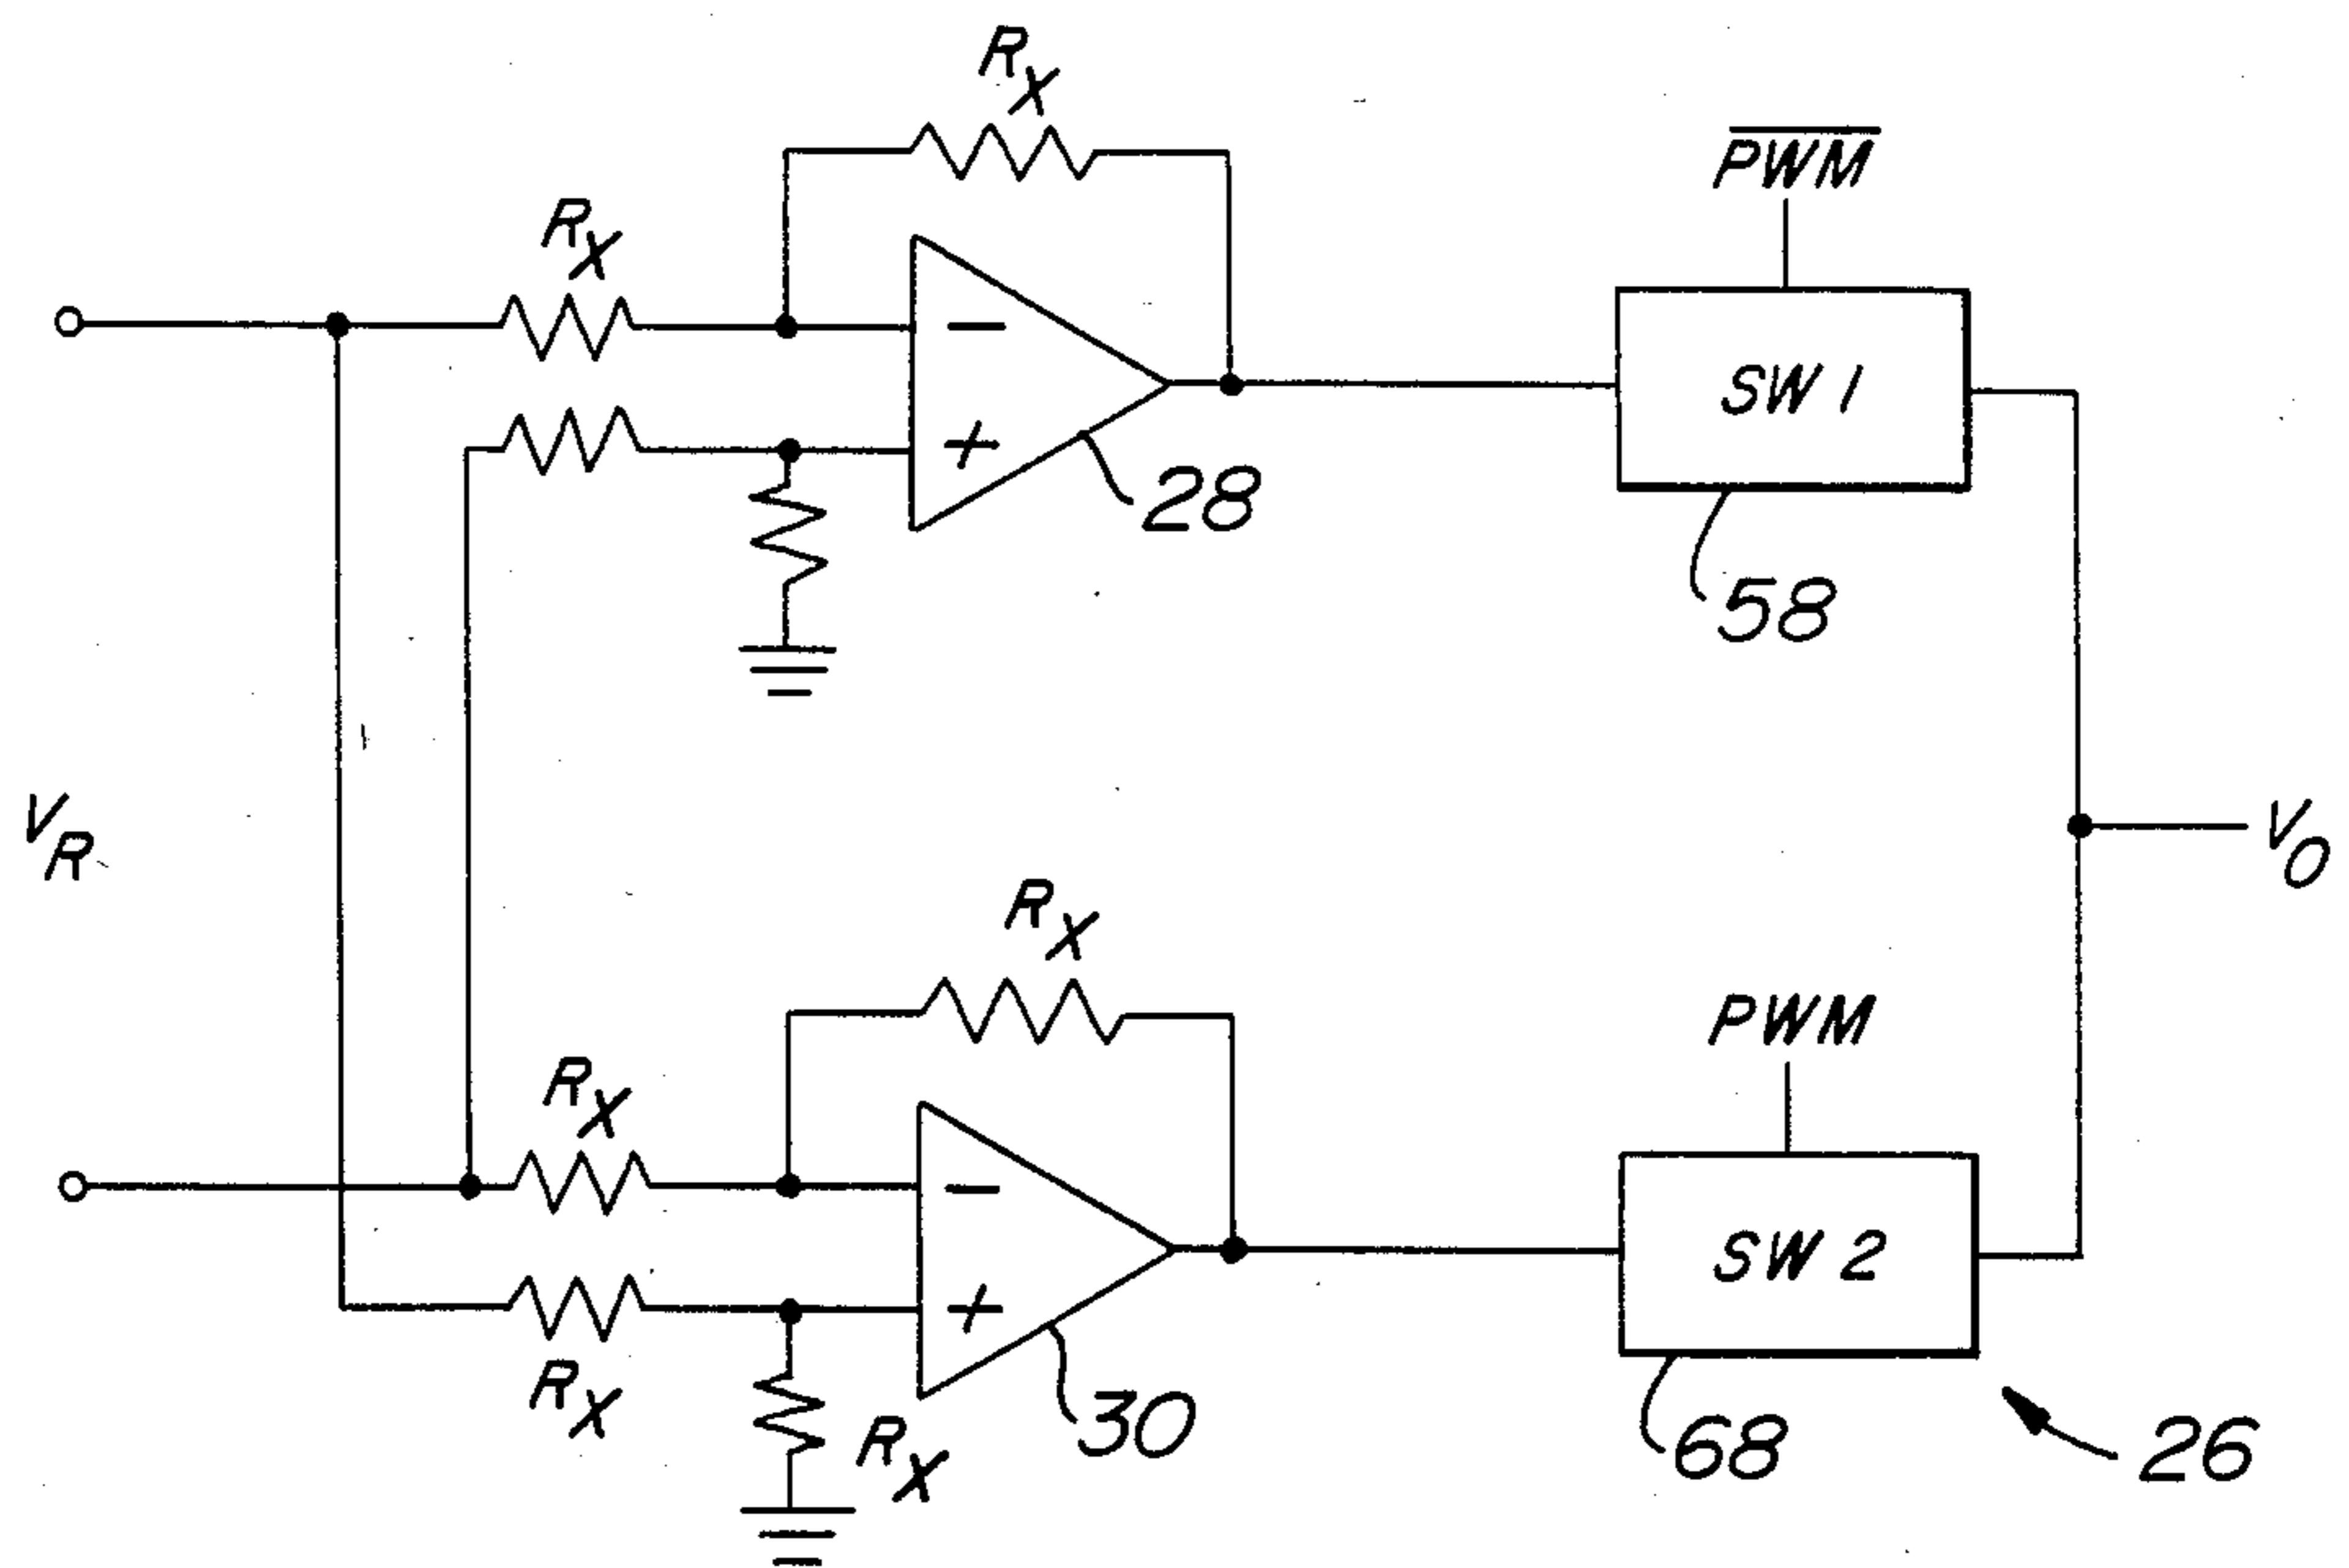 R_X
PWM
R_X
−
SW 1
+
28
58
V_R
V_O
R_X
PWM
R_X
−
SW 2
+
R_X
30
R_X
68
26